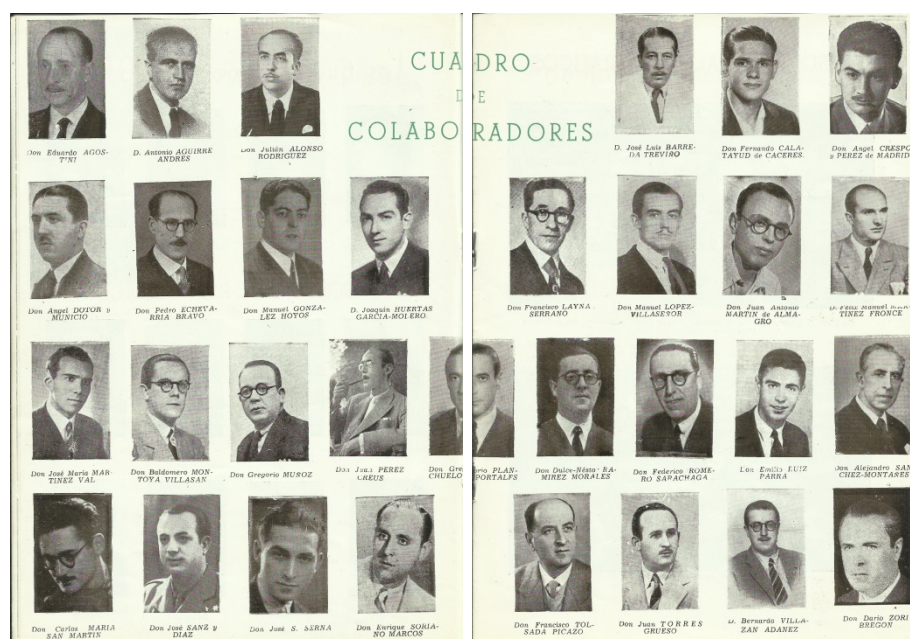 CUADRO
DE
COLABORADORES
Don Eduardo AGOS-
TINI
D. Antonio AGUIRRE
ANDRES
Don Julián ALONSO
RODRIGUEZ
D. José Luis BARRE-
DA TREVIÑO
Don Fernando CALA-
TAYUD de CACERES.
Don Angel CRESPO
y PEREZ de MADRID
Don Angel DOTOR y
MUNICIO
Don Pedro ECHEVA-
RRIA BRAVO
Don Manuel GONZA-
LEZ HOYOS
D. Joaquín HUERTAS
GARCIA-MOLERO.
Don Francisco LAYNA
SERRANO
Don Manuel LOPEZ-
VILLASEÑOR
Don Juan Antonio
MARTIN de ALMA-
GRO
TINEZ FRONCE
Don José María MAR-
TINEZ VAL
Don Baldomero MON-
TOYA VILLASAN
Don Gregorio MUÑOZ
Don Juan PEREZ
CREUS
Don Gregorio PLAN-
CHUELO PORTALES
Don Dulce-Néstor RA-
MIREZ MORALES
Don Federico ROME-
RO SARACHAGA
Don Emilio RUIZ
PARRA
Don Alejandro SAN
CHEZ-MONTARES
Don Carlos MARIA
SAN MARTIN
Don José SANZ y
DIAZ
Don José S. SERNA
Don Enrique SORIA-
NO MARCOS
Don Francisco TOL-
SADA PICAZO
Don Juan TORRES
GRUESO
D. Bernardo VILLA-
ZAN ADANEZ
Don Darío ZORI
BREGON